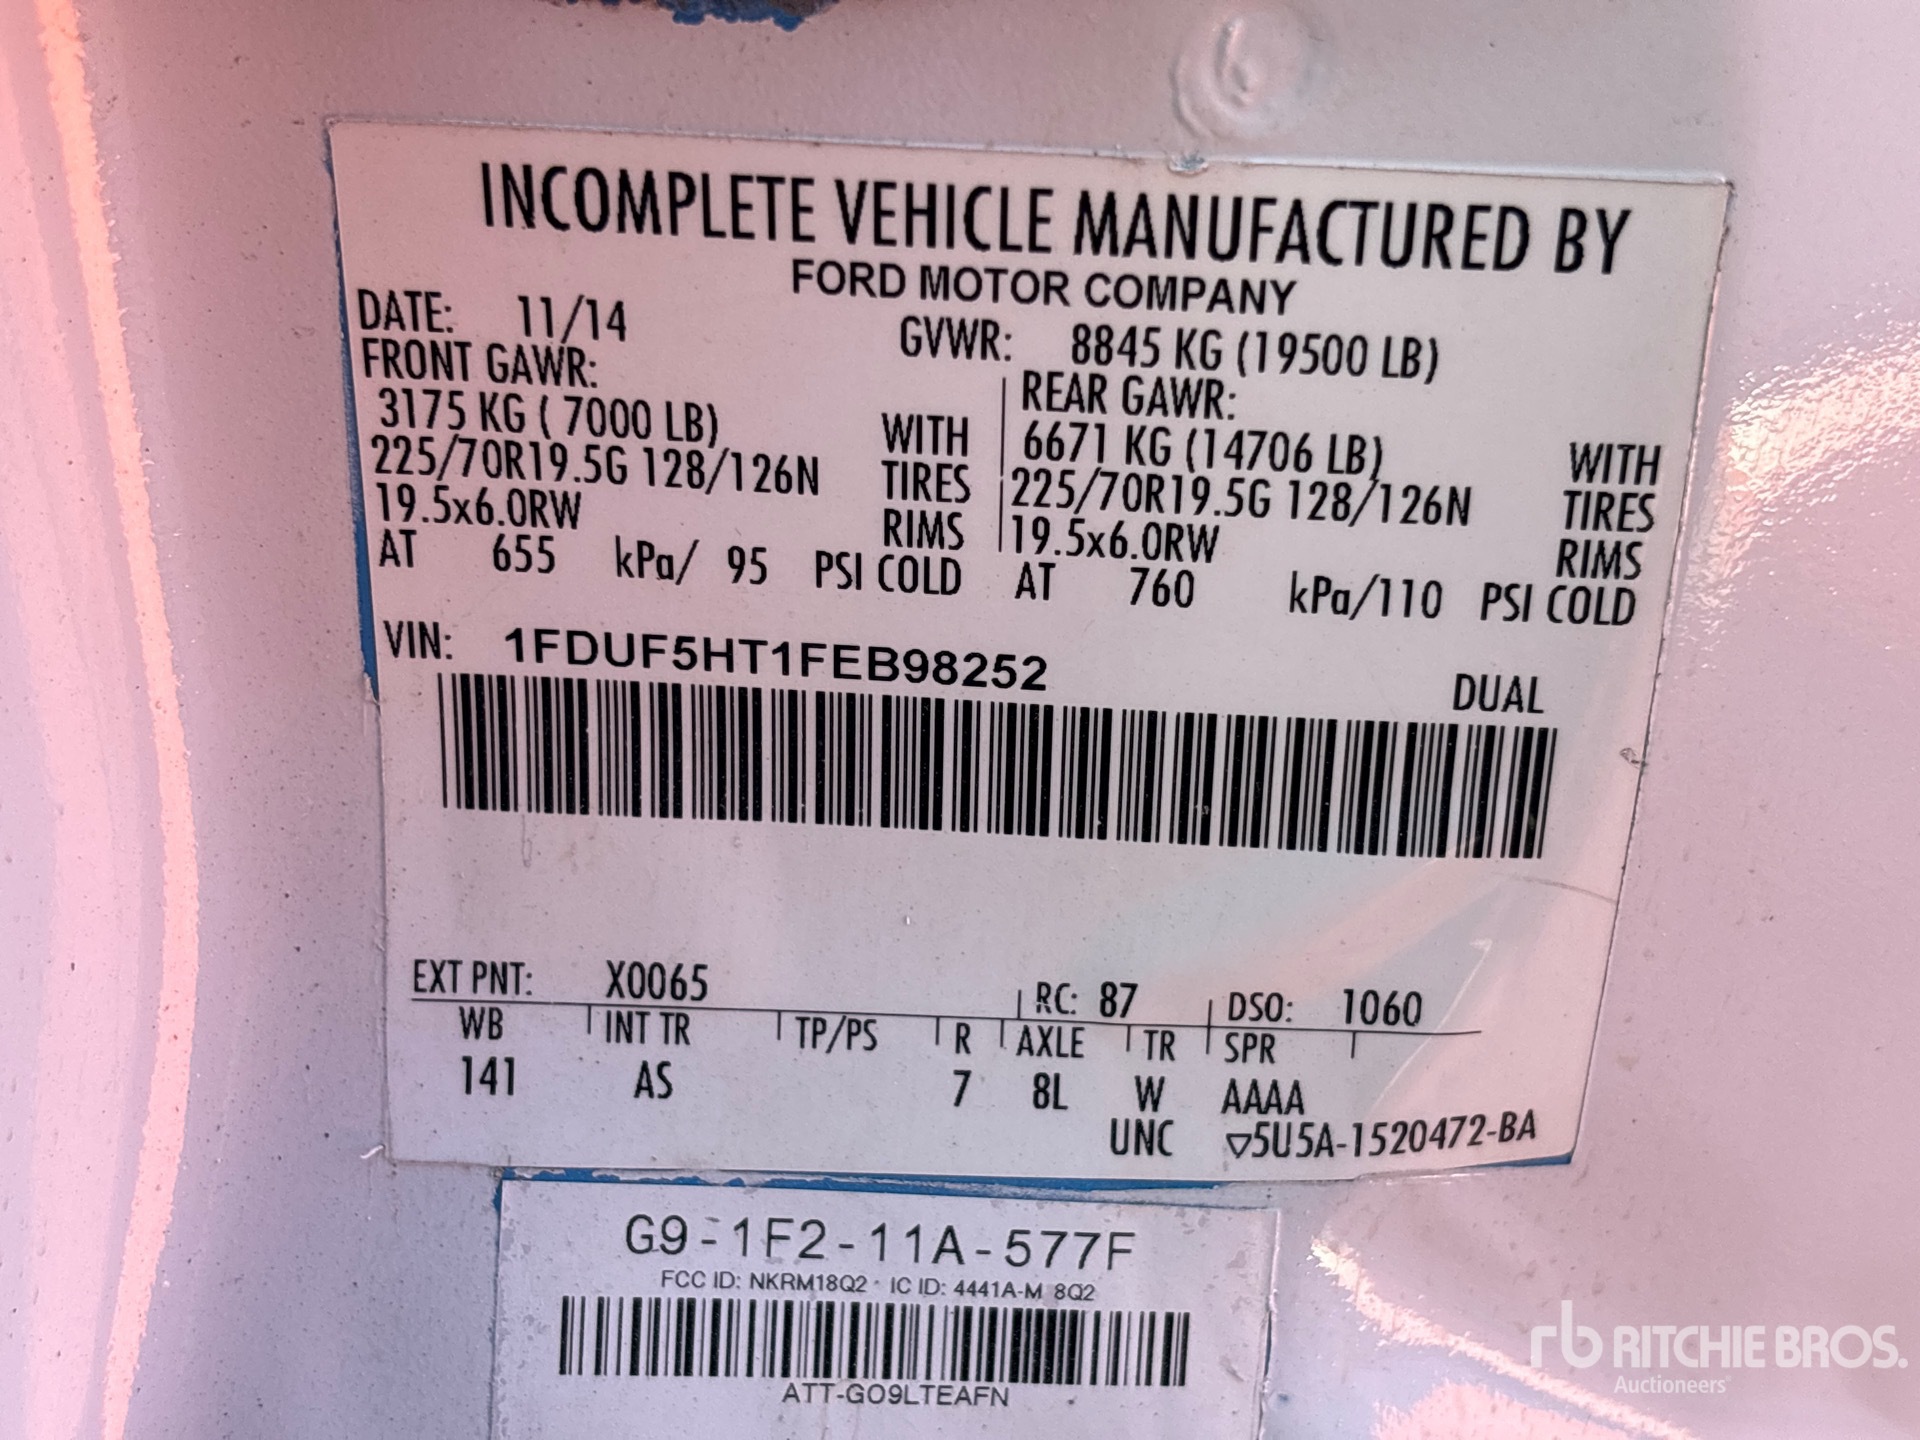 INCOMPLETE VEHICLE MANUFACTURED BY
FORD MOTOR COMPANY
DATE: 11/14 GVWR: 8845 KG (19500 LB)
FRONT GAWR: REAR GAWR:
3175 KG ( 7000 LB) WITH 6671 KG (14706 LB) WITH
225/70R19.5G 128/126N TIRES 225/70R19.5G 128/126N TIRES
19.5x6.0RW RIMS 19.5x6.0RW RIMS
AT 655 kPa/ 95 PSI COLD AT 760 kPa/110 PSI COLD
VIN: 1FDUF5HT1FEB98252
DUAL
EXT PNT: X0065 RC: 87 DSO: 1060
WB INT TR TP/PS R AXLE TR SPR
141 AS 7 8L W AAAA
UNC ▽5U5A-1520472-BA
G9-1F2-11A-577F
FCC ID: NKRM18Q2 IC ID: 4441A-M 8Q2
ATT-GO9LTEAFN
rb RITCHIE BROS.
Auctioneers